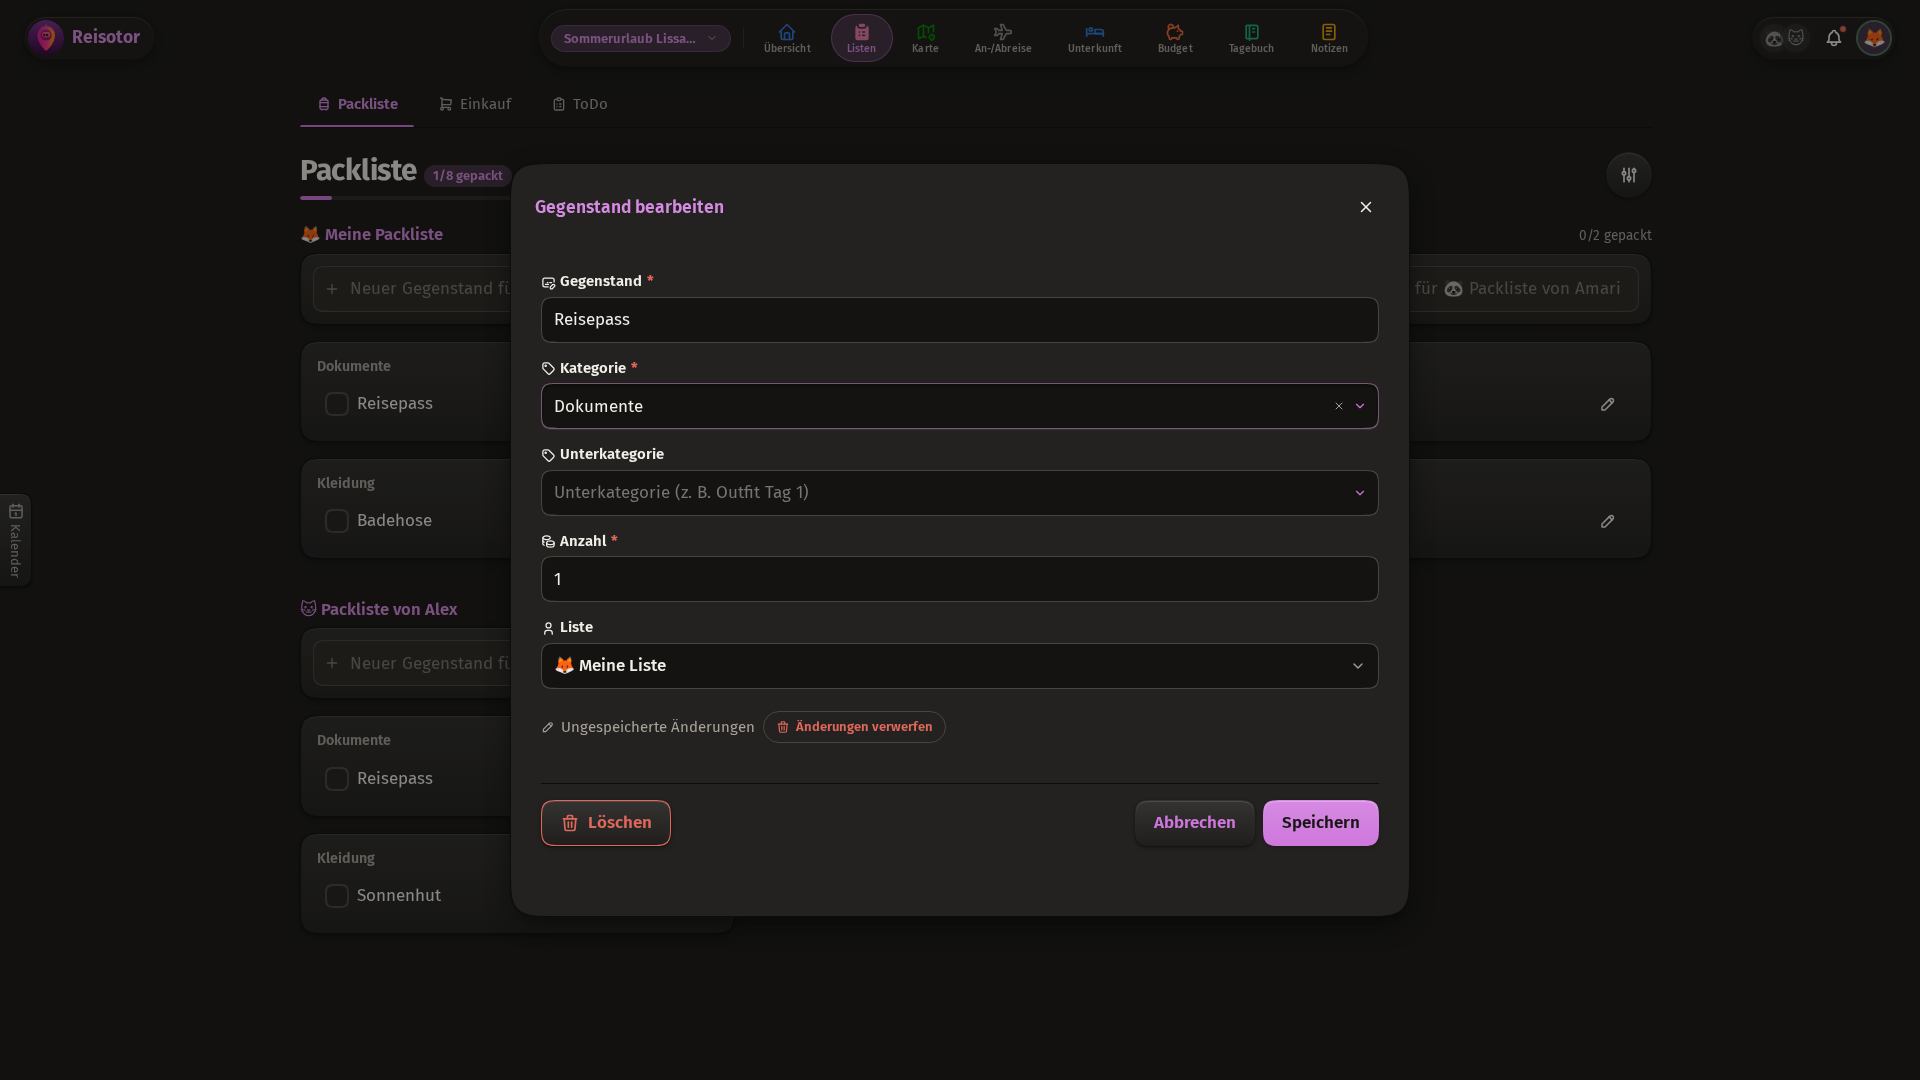 Reisotor
Sommerurlaub Lissa...
Übersicht
Listen
Karte
An-/Abreise
Unterkunft
Budget
Tagebuch
Notizen
Packliste
Einkauf
ToDo
Packliste 1/8 gepackt
Meine Packliste
0/2 gepackt
Neuer Gegenstand fü
für 🐼 Packliste von Amari
Dokumente
Reisepass
Kleidung
Badehose
Kalender
Packliste von Alex
Neuer Gegenstand fü
Dokumente
Reisepass
Kleidung
Sonnenhut
Gegenstand bearbeiten
Gegenstand *
Reisepass
Kategorie *
Dokumente
Unterkategorie
Unterkategorie (z. B. Outfit Tag 1)
Anzahl *
1
Liste
🦊 Meine Liste
Ungespeicherte Änderungen
Änderungen verwerfen
Löschen
Abbrechen
Speichern